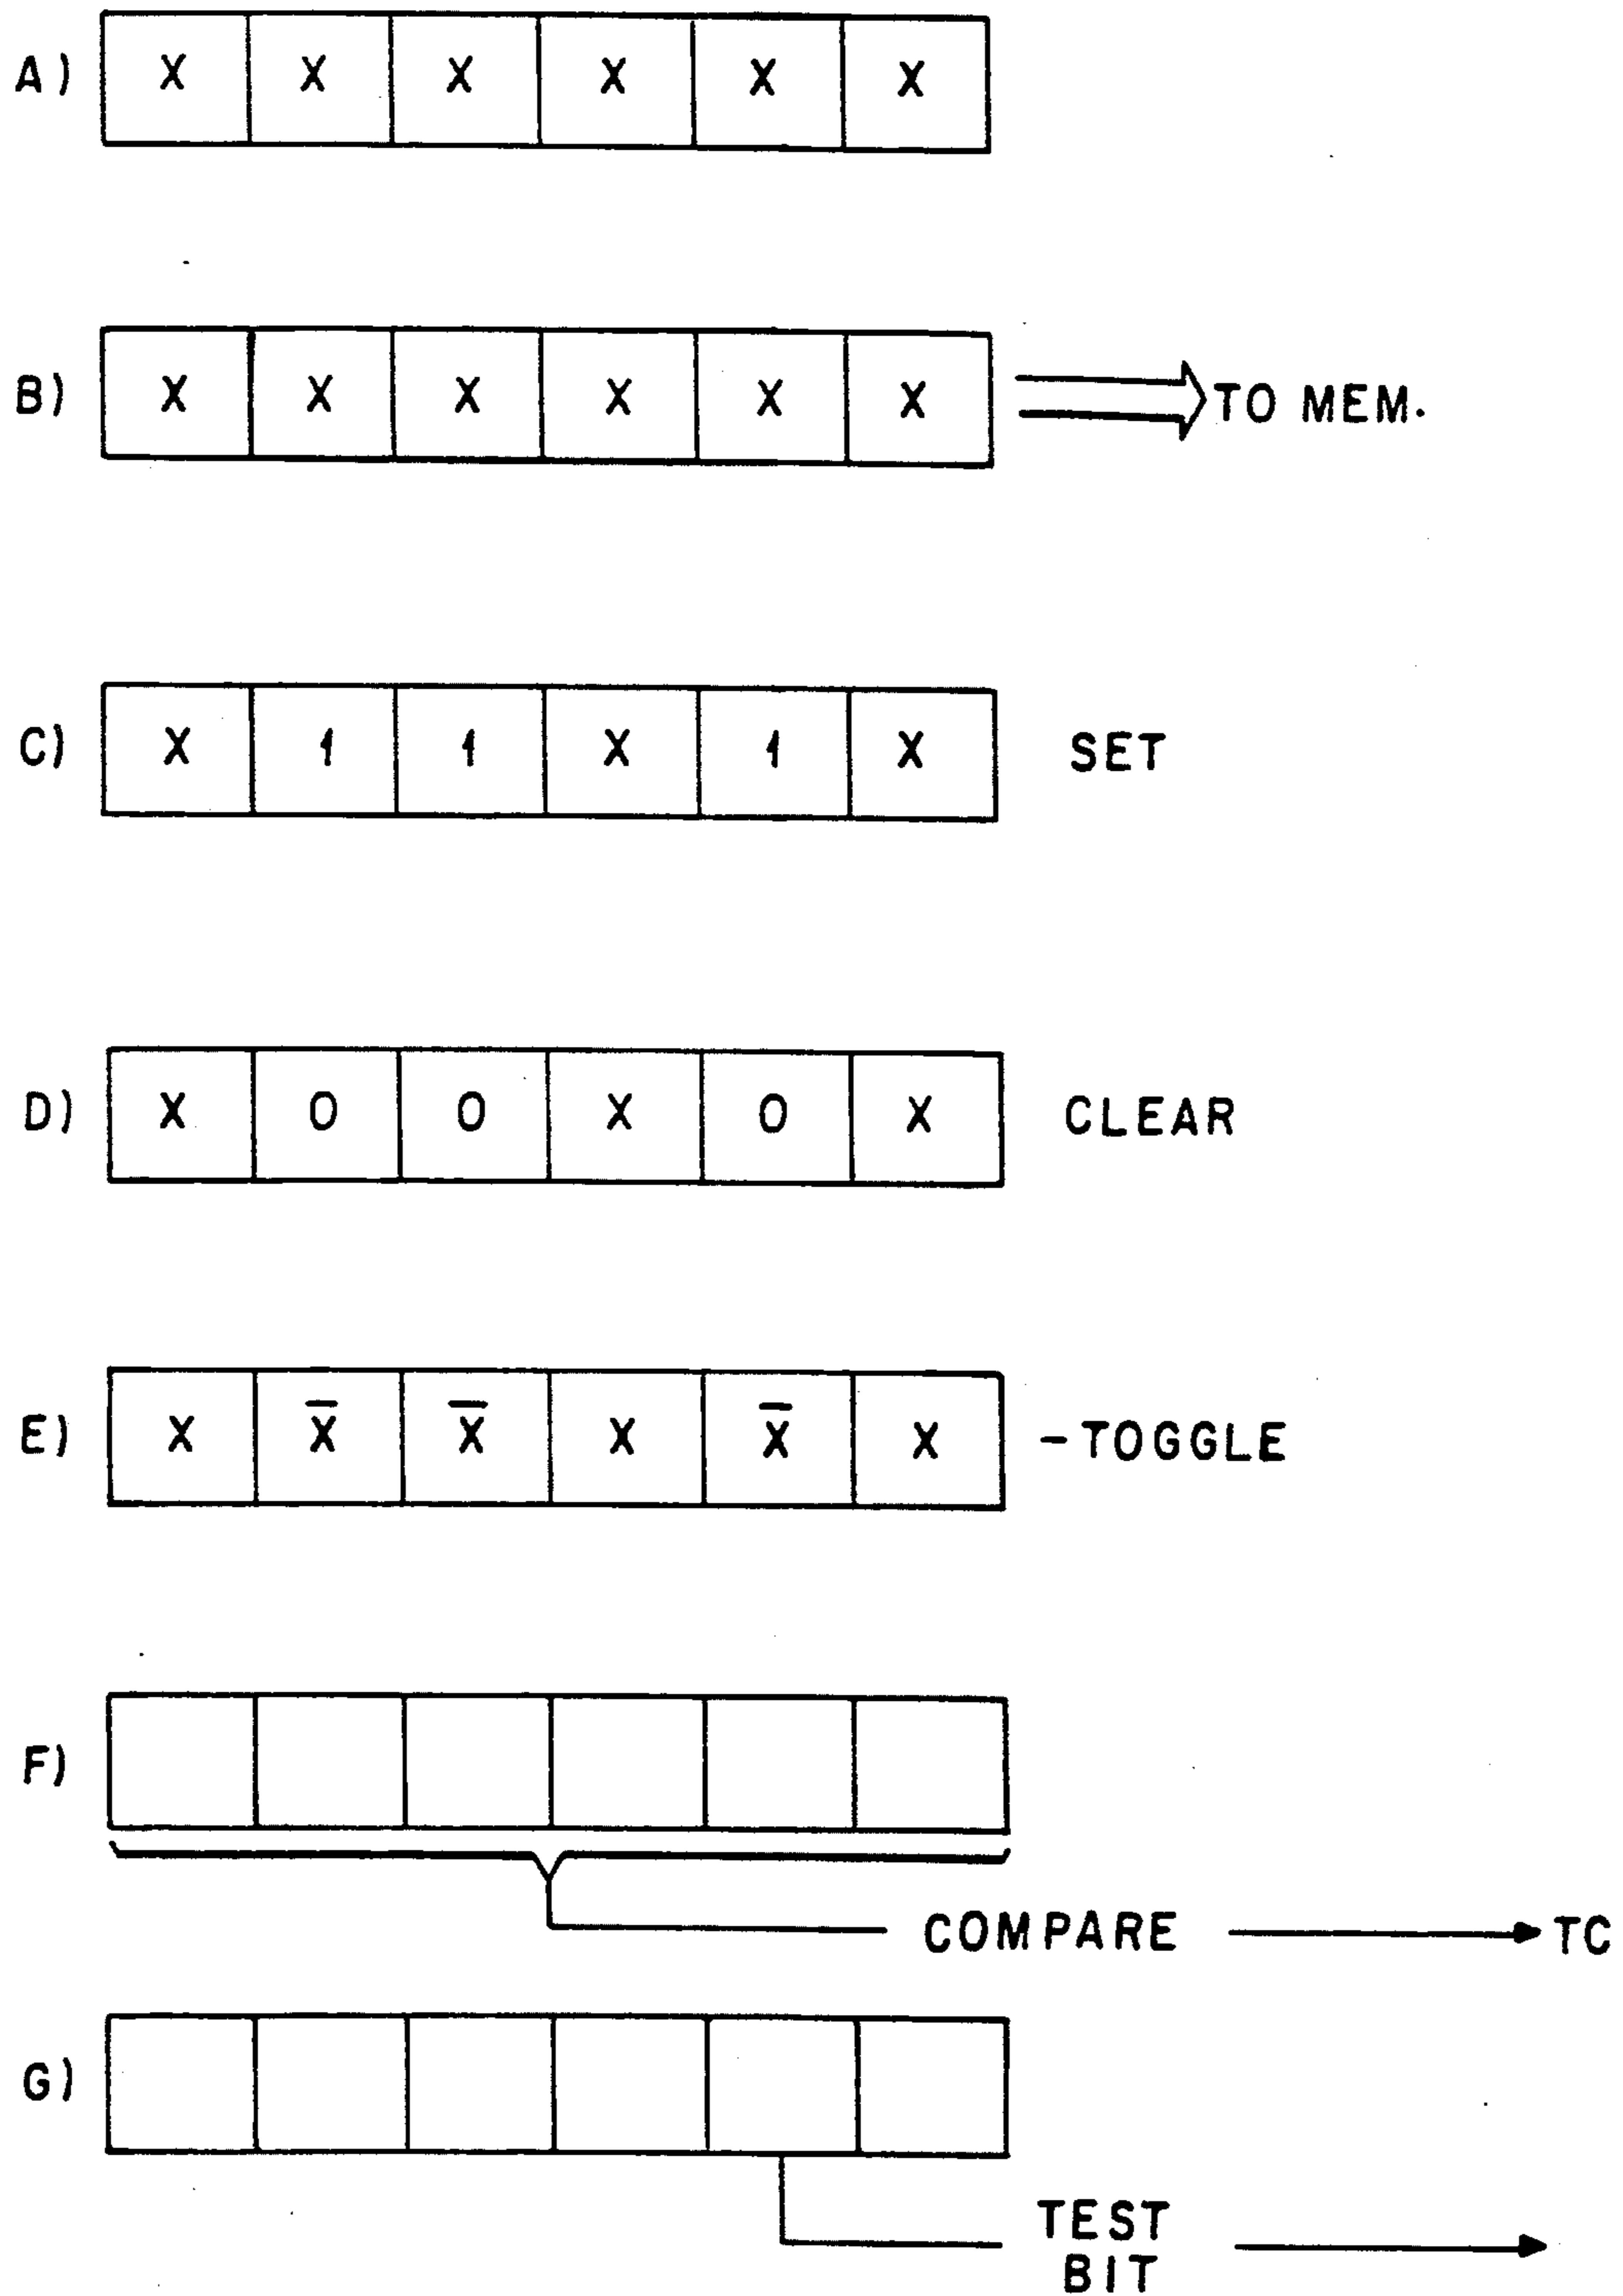 A) X X X X X X
B) X X X X X X TO MEM.
C) X 1 1 X 1 X SET
D) X 0 0 X 0 X CLEAR
E) X X̅ X̅ X X̅ X -TOGGLE
F)
COMPARE TC
G)
TEST
BIT